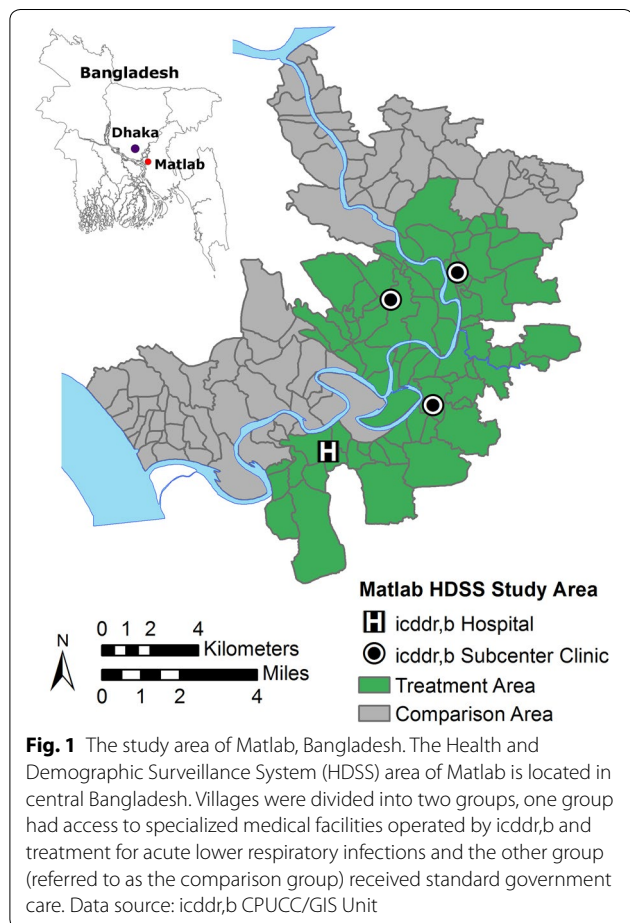 Bangladesh
Dhaka
Matlab
H
Matlab HDSS Study Area
H icddr,b Hospital
icddr,b Subcenter Clinic
Treatment Area
Comparison Area
N
0 1 2 4
Kilometers
Miles
0 1 2 4
Fig. 1 The study area of Matlab, Bangladesh. The Health and
Demographic Surveillance System (HDSS) area of Matlab is located in
central Bangladesh. Villages were divided into two groups, one group
had access to specialized medical facilities operated by icddr,b and
treatment for acute lower respiratory infections and the other group
(referred to as the comparison group) received standard government
care. Data source: icddr,b CPUCC/GIS Unit